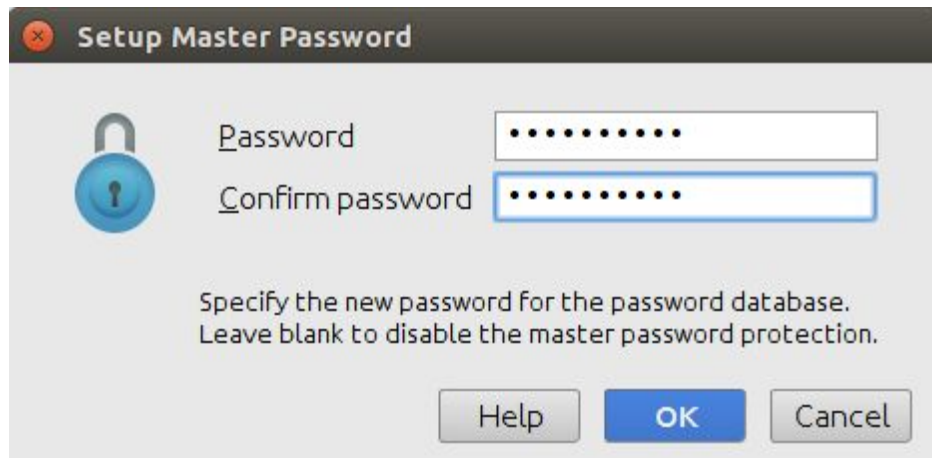 Setup Master Password
Password ••••••••••
Confirm password ••••••••••
Specify the new password for the password database.
Leave blank to disable the master password protection.
Help OK Cancel